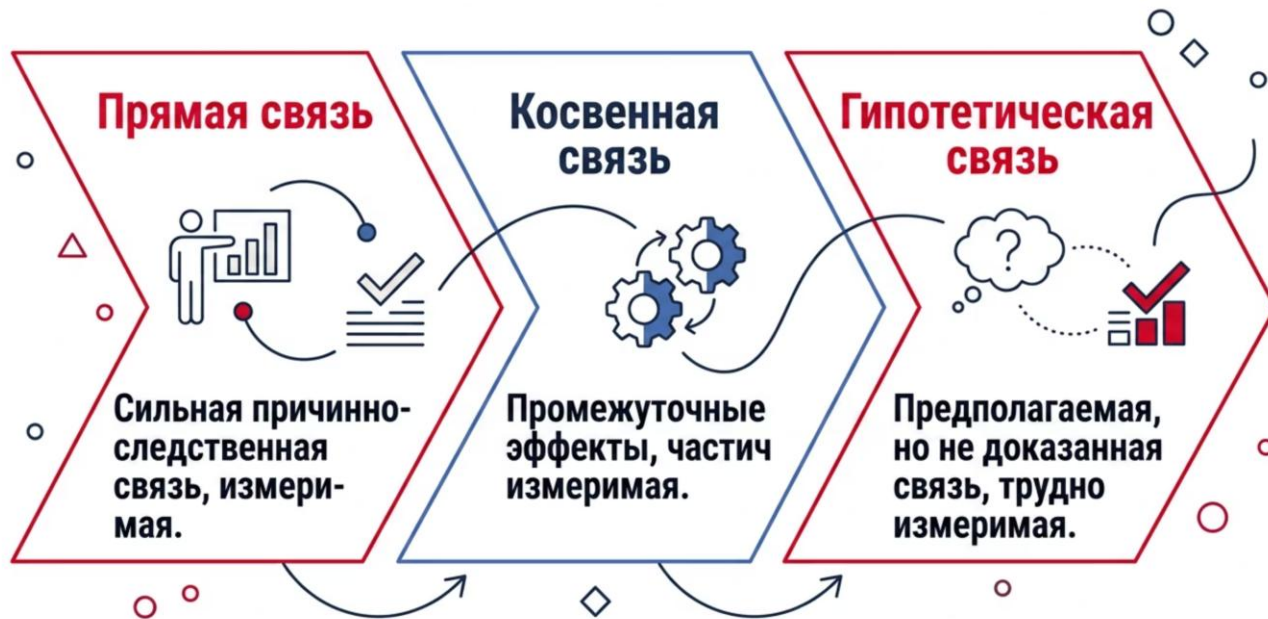 Прямая связь
Сильная причинно-
следственная
связь, измери-
мая.
Косвенная
связь
Промежуточные
эффекты, частич
измеримая.
Гипотетическая
связь
?
Предполагаемая,
но не доказанная
связь, трудно
измеримая.